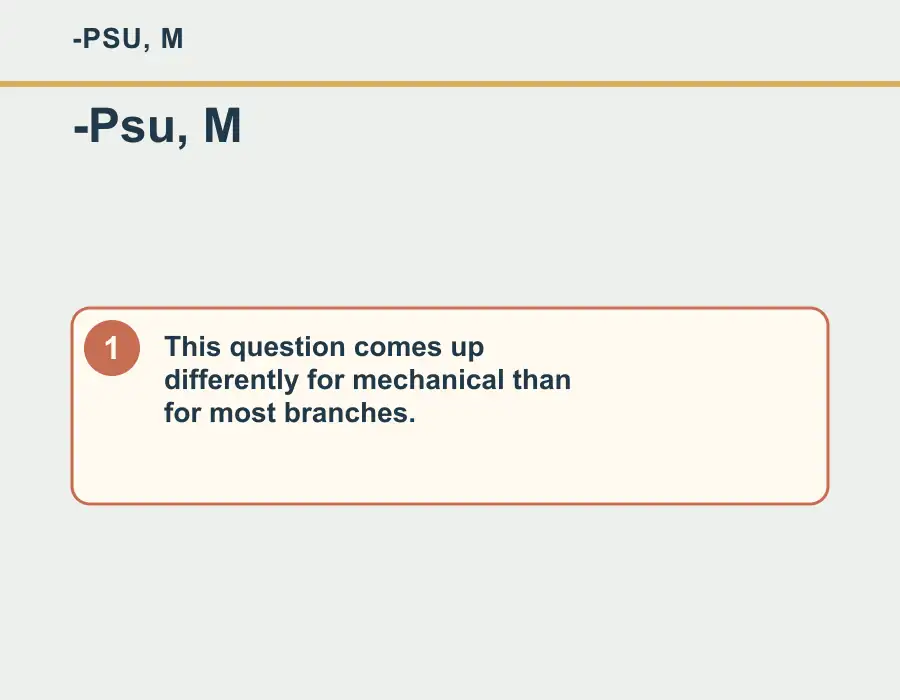 -PSU, M
-Psu, M
1
This question comes up
differently for mechanical than
for most branches.